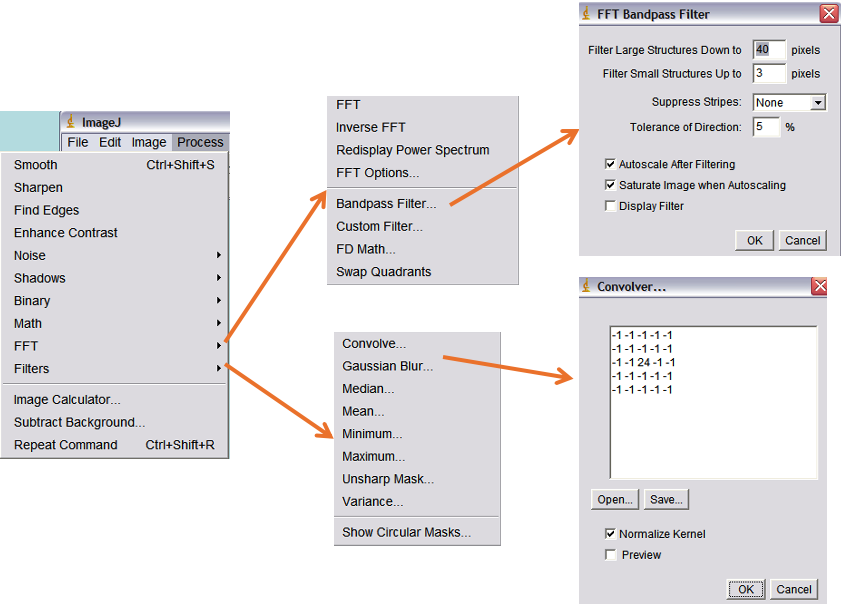 ImageJ
File Edit Image Process
Smooth Ctrl+Shift+S
Sharpen
Find Edges
Enhance Contrast
Noise
Shadows
Binary
Math
FFT
Filters
Image Calculator...
Subtract Background...
Repeat Command Ctrl+Shift+R
FFT
Inverse FFT
Redisplay Power Spectrum
FFT Options...
Bandpass Filter...
Custom Filter...
FD Math...
Swap Quadrants
Convolve...
Gaussian Blur...
Median...
Mean...
Minimum...
Maximum...
Unsharp Mask...
Variance...
Show Circular Masks...
FFT Bandpass Filter
Filter Large Structures Down to 40 pixels
Filter Small Structures Up to 3 pixels
Suppress Stripes: None
Tolerance of Direction: 5 %
Autoscale After Filtering
Saturate Image when Autoscaling
Display Filter
OK Cancel
Convolver...
-1 -1 -1 -1 -1
-1 -1 -1 -1 -1
-1 -1 24 -1 -1
-1 -1 -1 -1 -1
-1 -1 -1 -1 -1
Open... Save...
Normalize Kernel
Preview
OK Cancel